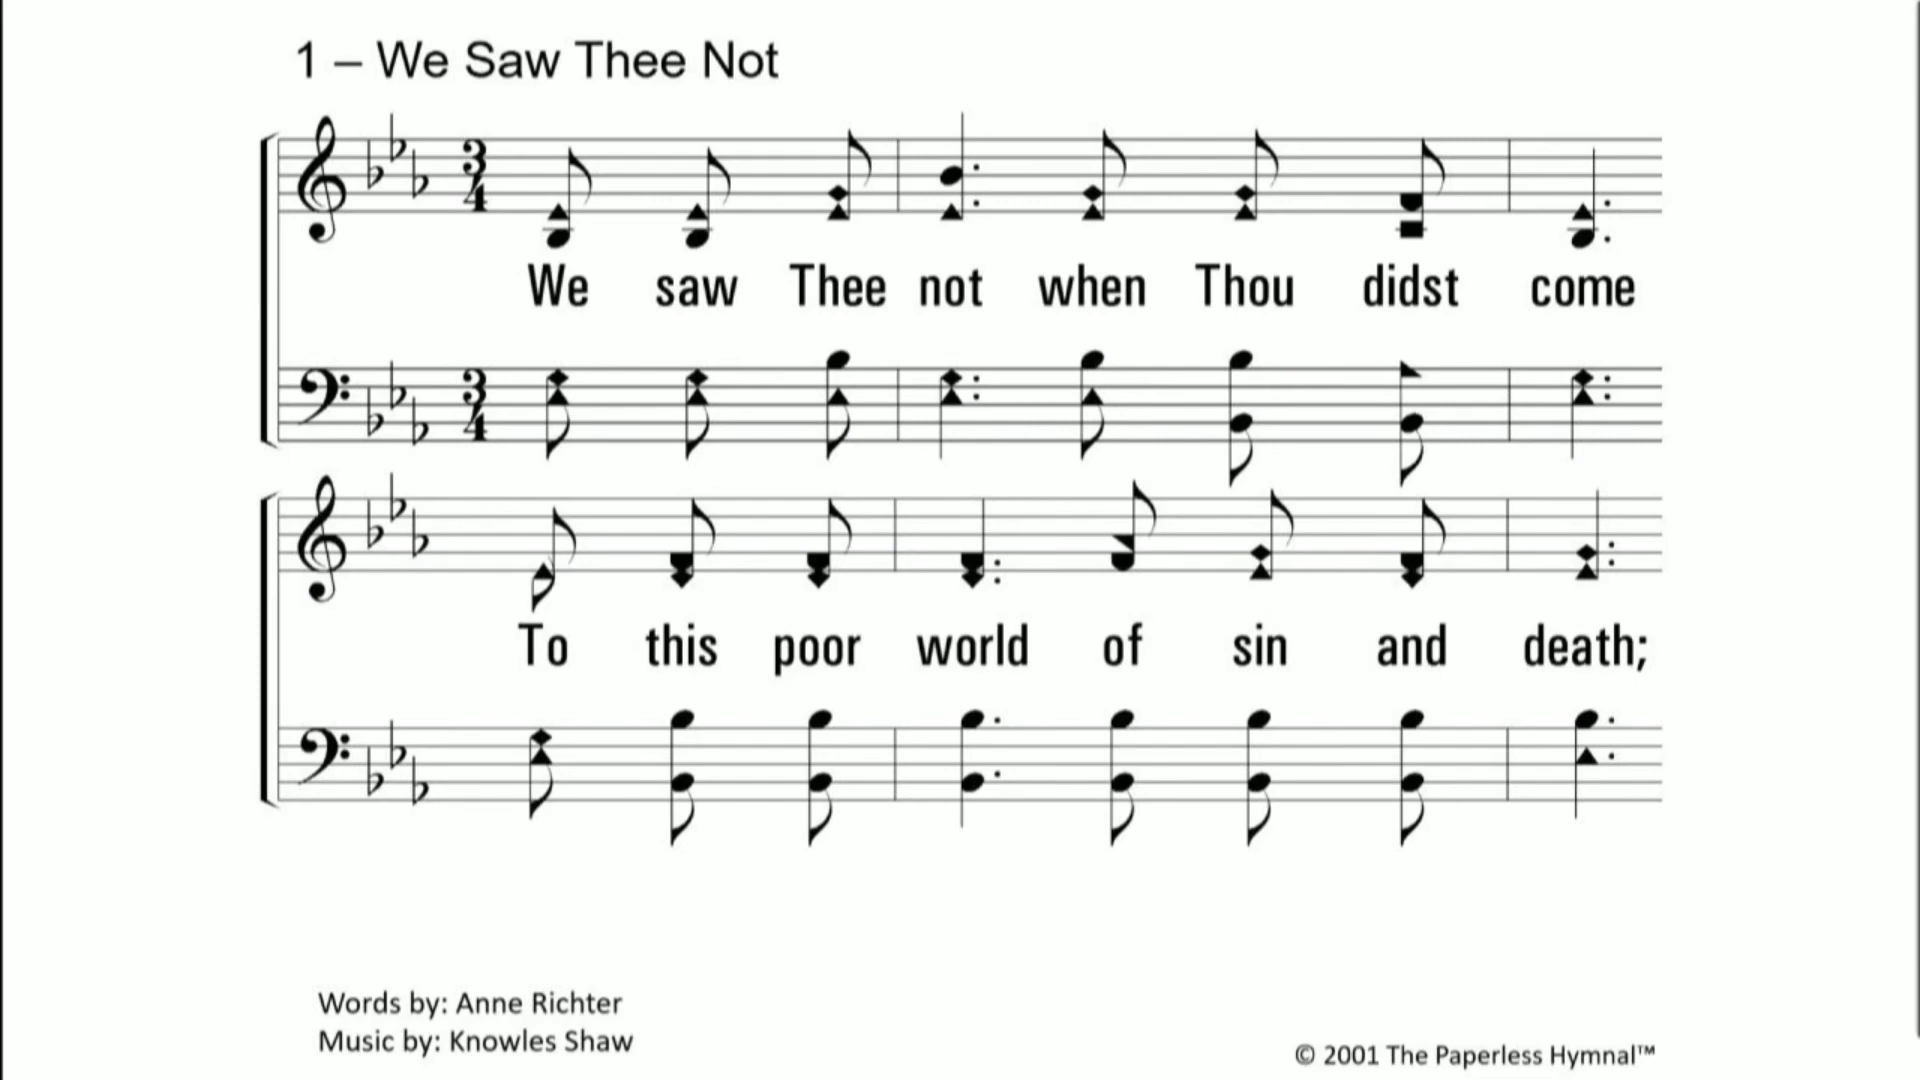 1 – We Saw Thee Not
3
4
We saw Thee not when Thou didst come
3
4
To this poor world of sin and death;
Words by: Anne Richter
Music by: Knowles Shaw
© 2001 The Paperless Hymnal™